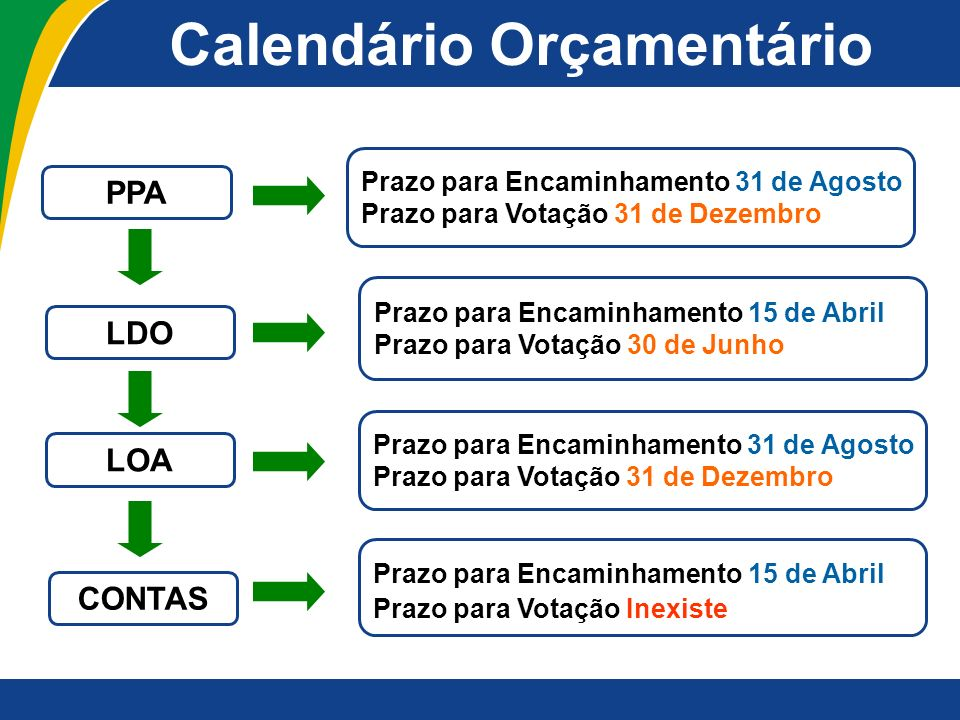 Calendário Orçamentário
PPA
Prazo para Encaminhamento 31 de Agosto
Prazo para Votação 31 de Dezembro
LDO
Prazo para Encaminhamento 15 de Abril
Prazo para Votação 30 de Junho
LOA
Prazo para Encaminhamento 31 de Agosto
Prazo para Votação 31 de Dezembro
CONTAS
Prazo para Encaminhamento 15 de Abril
Prazo para Votação Inexiste